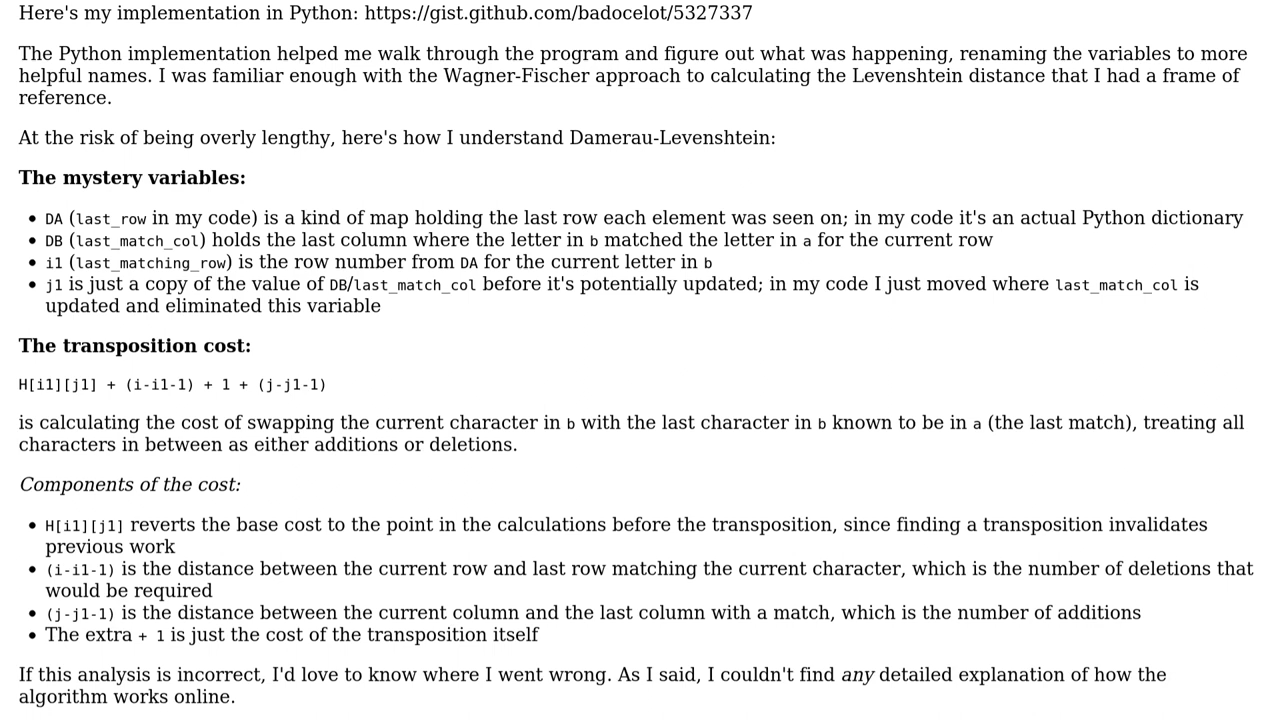 Here's my implementation in Python: https://gist.github.com/badocelot/5327337
The Python implementation helped me walk through the program and figure out what was happening, renaming the variables to more
helpful names. I was familiar enough with the Wagner-Fischer approach to calculating the Levenshtein distance that I had a frame of
reference.
At the risk of being overly lengthy, here's how I understand Damerau-Levenshtein:
The mystery variables:
• DA (last_row in my code) is a kind of map holding the last row each element was seen on; in my code it's an actual Python dictionary
• DB (last_match_col) holds the last column where the letter in b matched the letter in a for the current row
• i1 (last_matching_row) is the row number from DA for the current letter in b
• j1 is just a copy of the value of DB/last_match_col before it's potentially updated; in my code I just moved where last_match_col is
updated and eliminated this variable
The transposition cost:
H[i1][j1] + (i-i1-1) + 1 + (j-j1-1)
is calculating the cost of swapping the current character in b with the last character in b known to be in a (the last match), treating all
characters in between as either additions or deletions.
Components of the cost:
• H[i1][j1] reverts the base cost to the point in the calculations before the transposition, since finding a transposition invalidates
previous work
• (i-i1-1) is the distance between the current row and last row matching the current character, which is the number of deletions that
would be required
• (j-j1-1) is the distance between the current column and the last column with a match, which is the number of additions
• The extra + 1 is just the cost of the transposition itself
If this analysis is incorrect, I'd love to know where I went wrong. As I said, I couldn't find any detailed explanation of how the
algorithm works online.